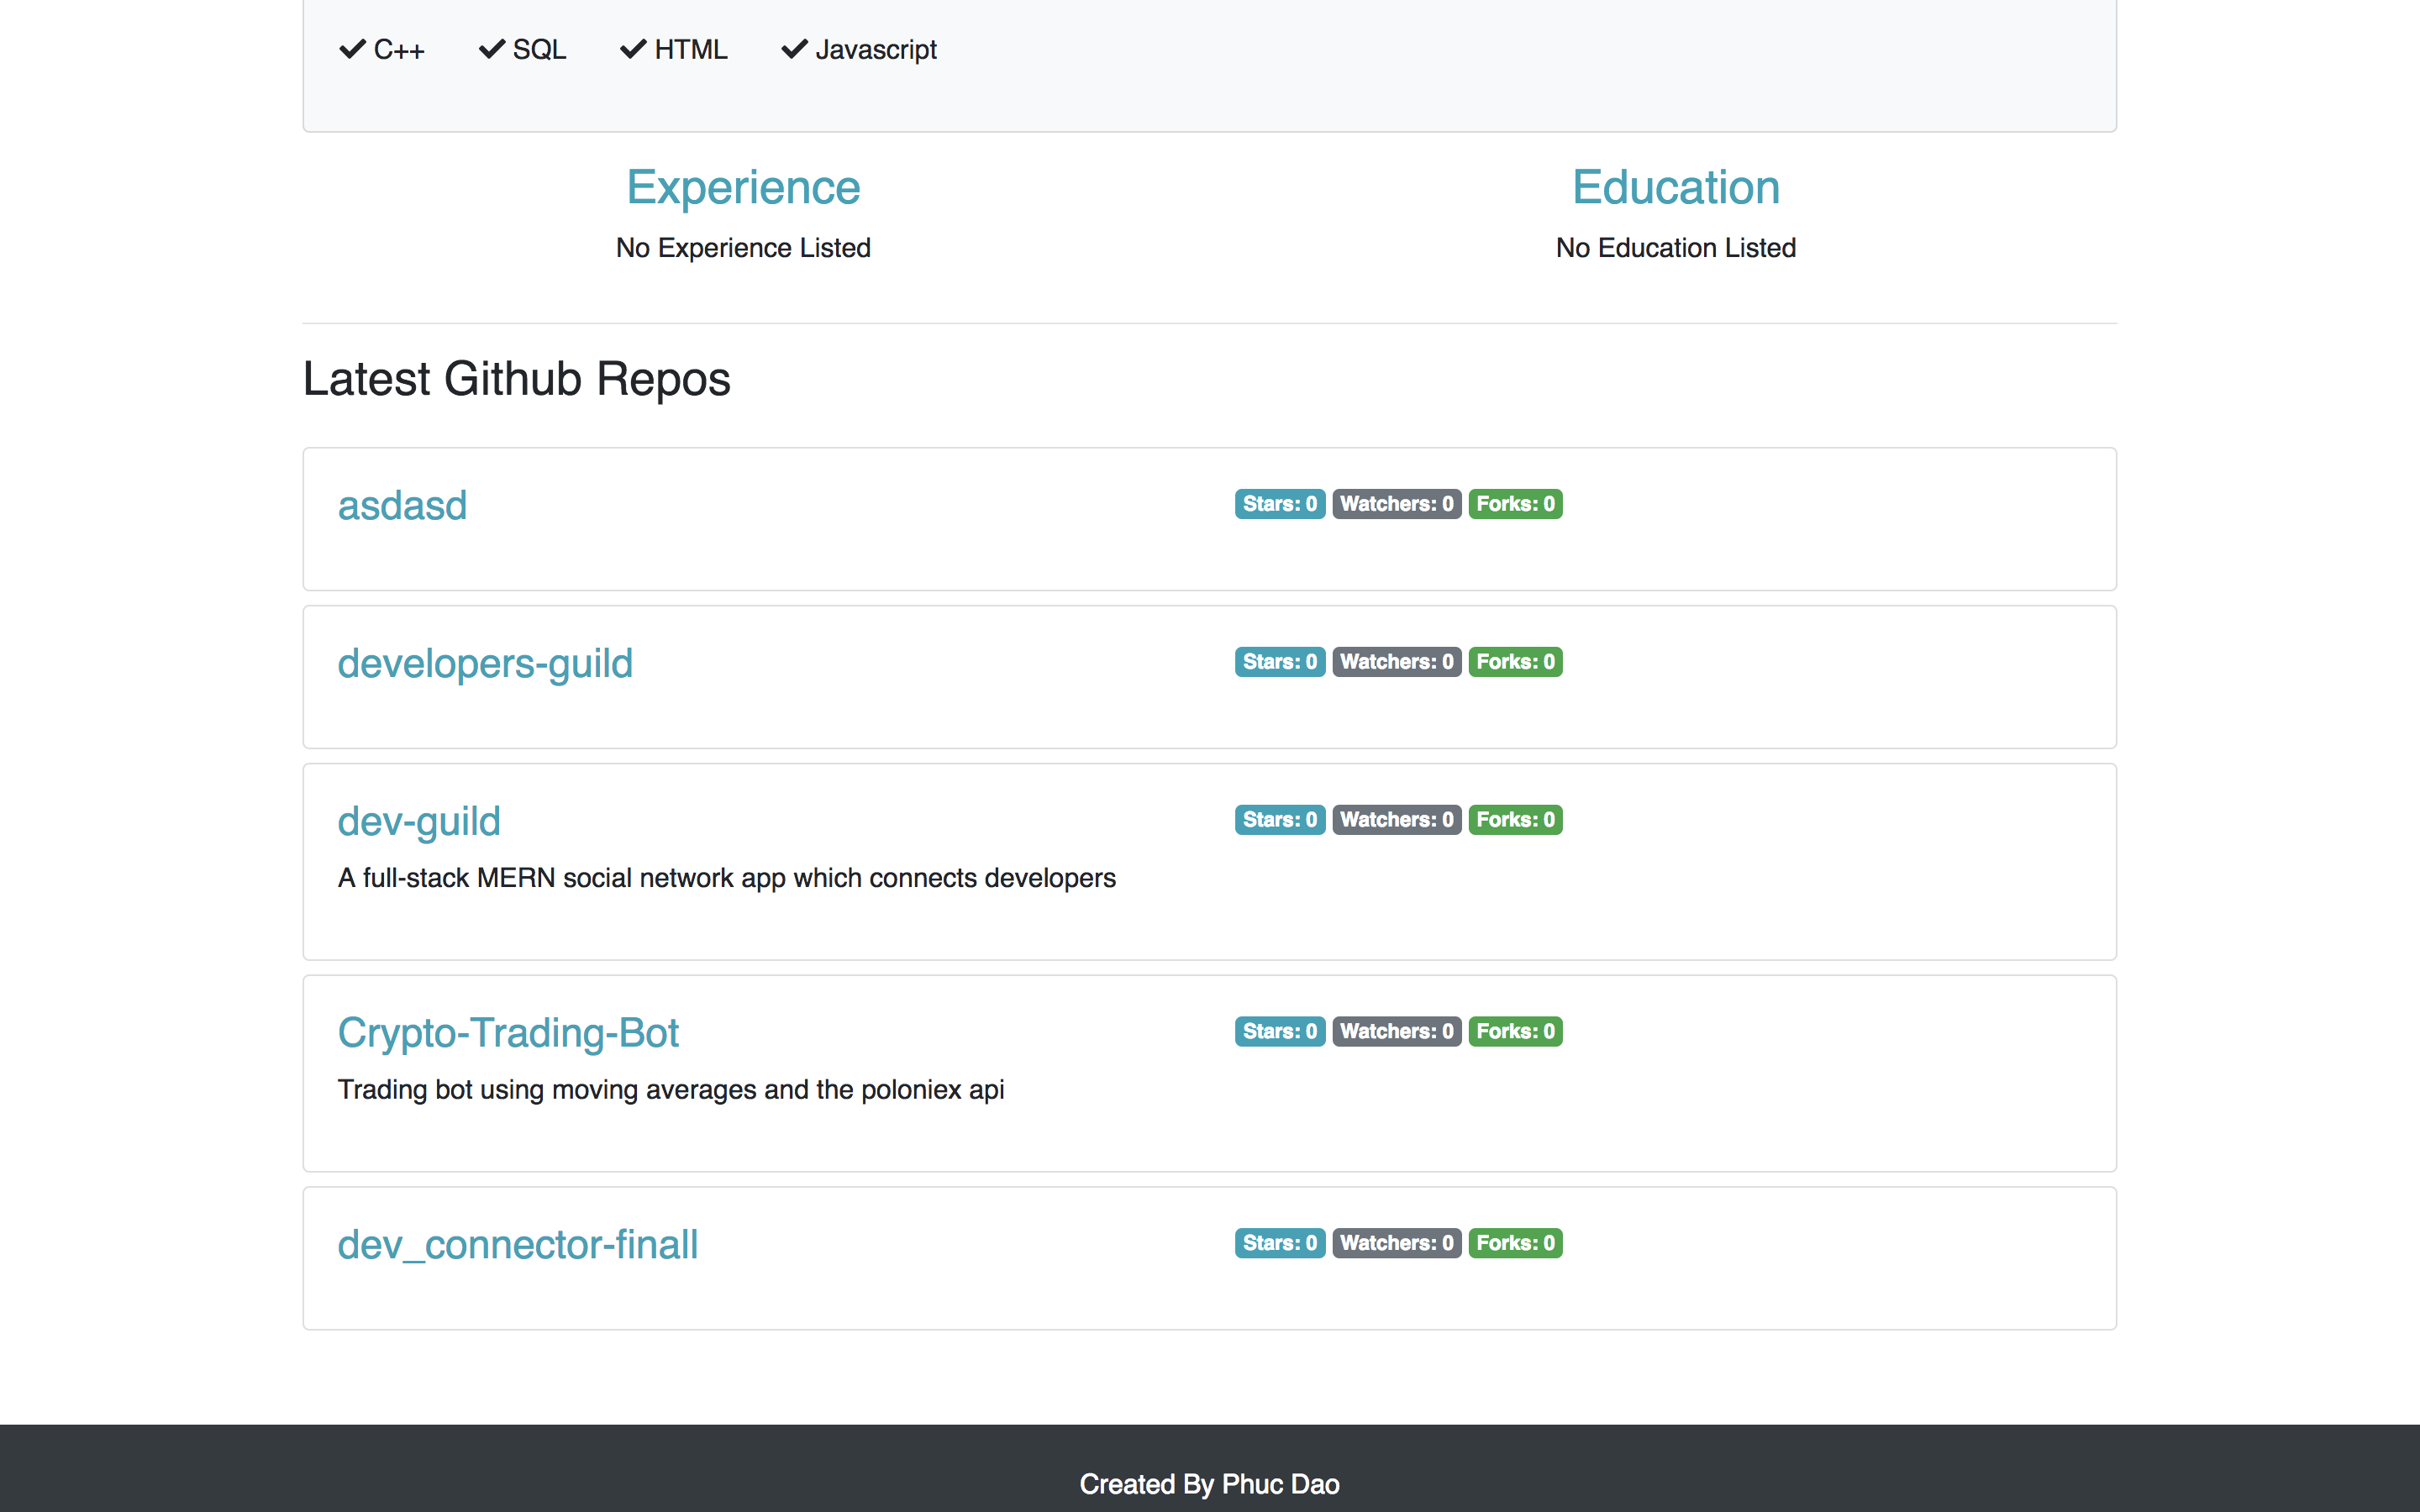 C++ SQL HTML Javascript
Experience
No Experience Listed
Education
No Education Listed
Latest Github Repos
asdasd Stars: 0 Watchers: 0 Forks: 0
developers-guild Stars: 0 Watchers: 0 Forks: 0
dev-guild Stars: 0 Watchers: 0 Forks: 0
A full-stack MERN social network app which connects developers
Crypto-Trading-Bot Stars: 0 Watchers: 0 Forks: 0
Trading bot using moving averages and the poloniex api
dev_connector-finall Stars: 0 Watchers: 0 Forks: 0
Created By Phuc Dao